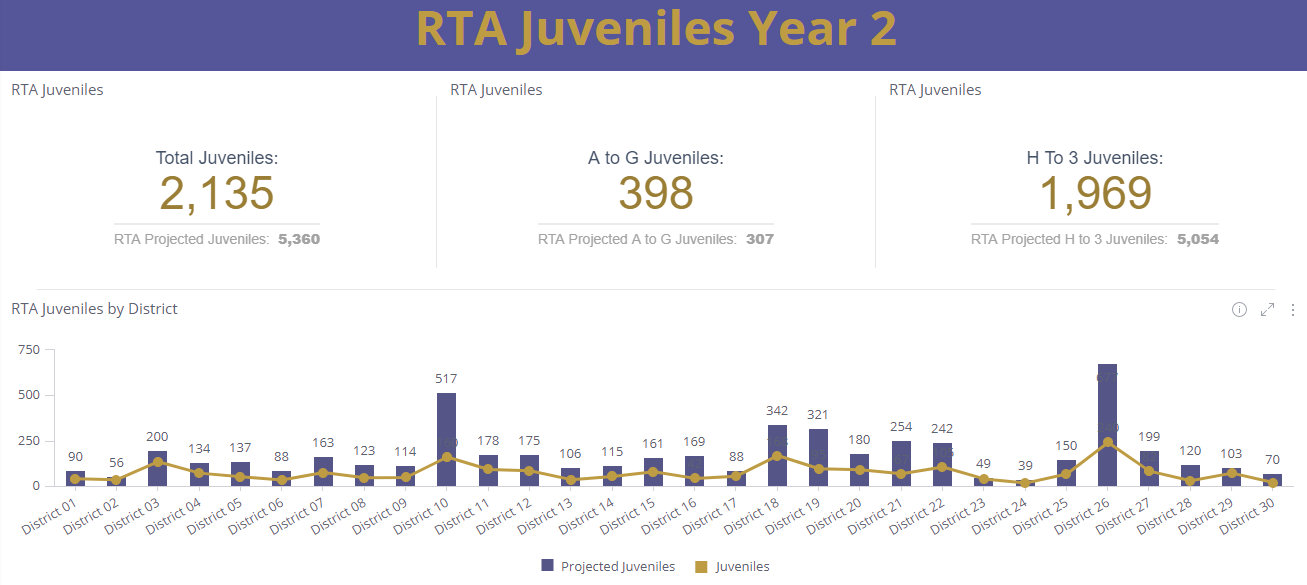 RTA Juveniles Year 2
RTA Juveniles
RTA Juveniles
RTA Juveniles
Total Juveniles:
2,135
RTA Projected Juveniles: 5,360
A to G Juveniles:
398
RTA Projected A to G Juveniles: 307
H To 3 Juveniles:
1,969
RTA Projected H to 3 Juveniles: 5,054
RTA Juveniles by District
750
500
250
0
90
56
200
134
137
88
163
123
114
517
178
175
106
115
161
169
88
342
321
180
254
242
49
39
150
199
120
103
70
District 01
District 02
District 03
District 04
District 05
District 06
District 07
District 08
District 09
District 10
District 11
District 12
District 13
District 14
District 15
District 16
District 17
District 18
District 19
District 20
District 21
District 22
District 23
District 24
District 25
District 26
District 27
District 28
District 29
District 30
Projected Juveniles
Juveniles